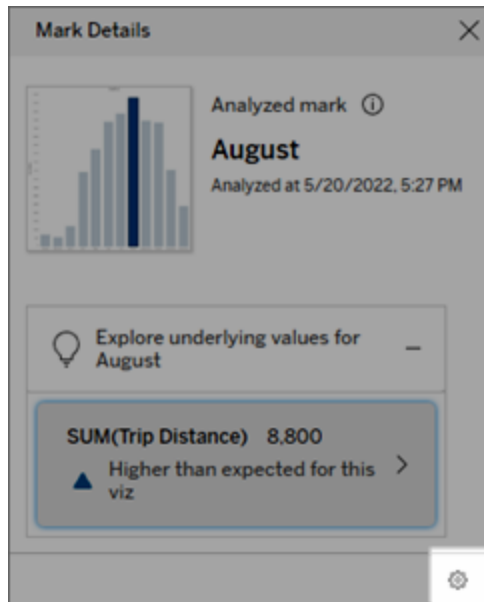 Mark Details
Analyzed mark
August
Analyzed at 5/20/2022, 5:27 PM
Explore underlying values for
August
SUM(Trip Distance) 8,800
Higher than expected for this
viz